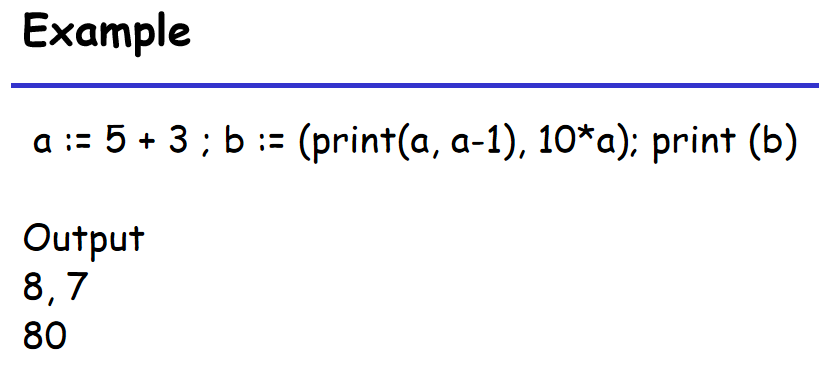 Example
a := 5 + 3 ; b := (print(a, a-1), 10*a); print (b)
Output
8, 7
80